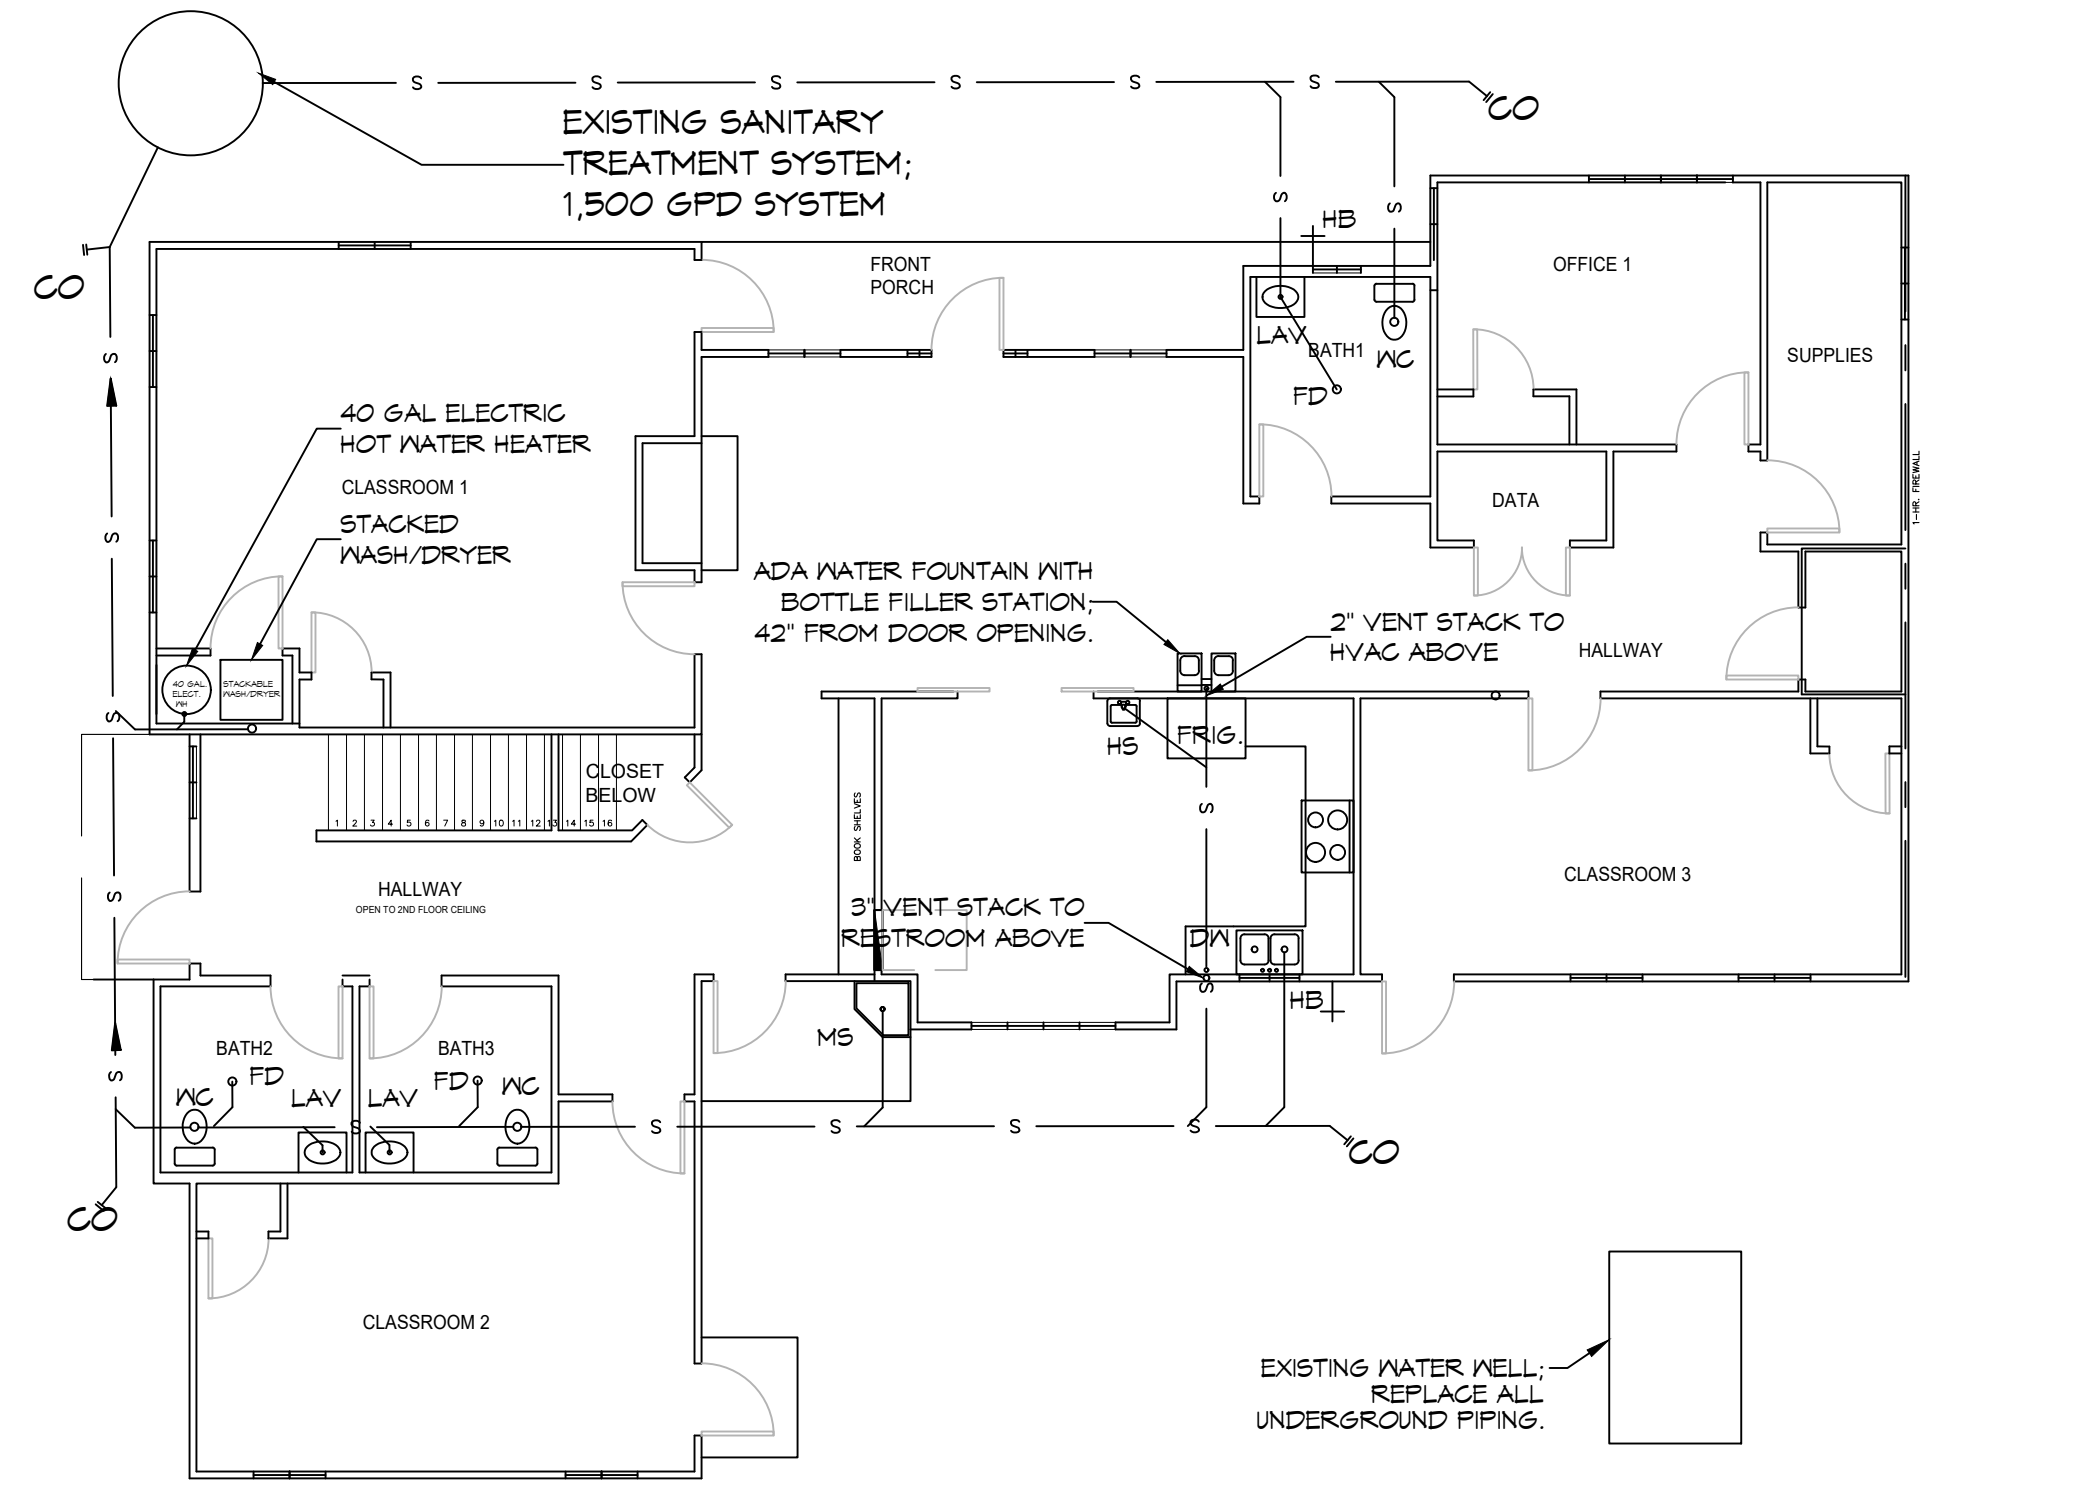 S S S S S S
CO
EXISTING SANITARY
TREATMENT SYSTEM;
1,500 GPD SYSTEM
S
S
HB
CO
FRONT
PORCH
OFFICE 1
LAV
BATH1
WC
FD
SUPPLIES
S
40 GAL ELECTRIC
HOT WATER HEATER
CLASSROOM 1
STACKED
WASH/DRYER
DATA
1-HR. FIREWALL
S
ADA WATER FOUNTAIN WITH
BOTTLE FILLER STATION;
42" FROM DOOR OPENING.
2" VENT STACK TO
HVAC ABOVE
HALLWAY
40 GAL.
ELECT.
WH
STACKABLE
WASH/DRYER
S
HS
FRIG.
CLOSET
BELOW
1 2 3 4 5 6 7 8 9 10 11 12 13 14 15 16
BOOK SHELVES
S
CLASSROOM 3
HALLWAY
OPEN TO 2ND FLOOR CEILING
S
3" VENT STACK TO
RESTROOM ABOVE
DW
S
HB
MS
BATH2
FD
BATH3
FD
S
WC
LAV
LAV
WC
S S S S S
CO
CO
CLASSROOM 2
EXISTING WATER WELL;
REPLACE ALL
UNDERGROUND PIPING.